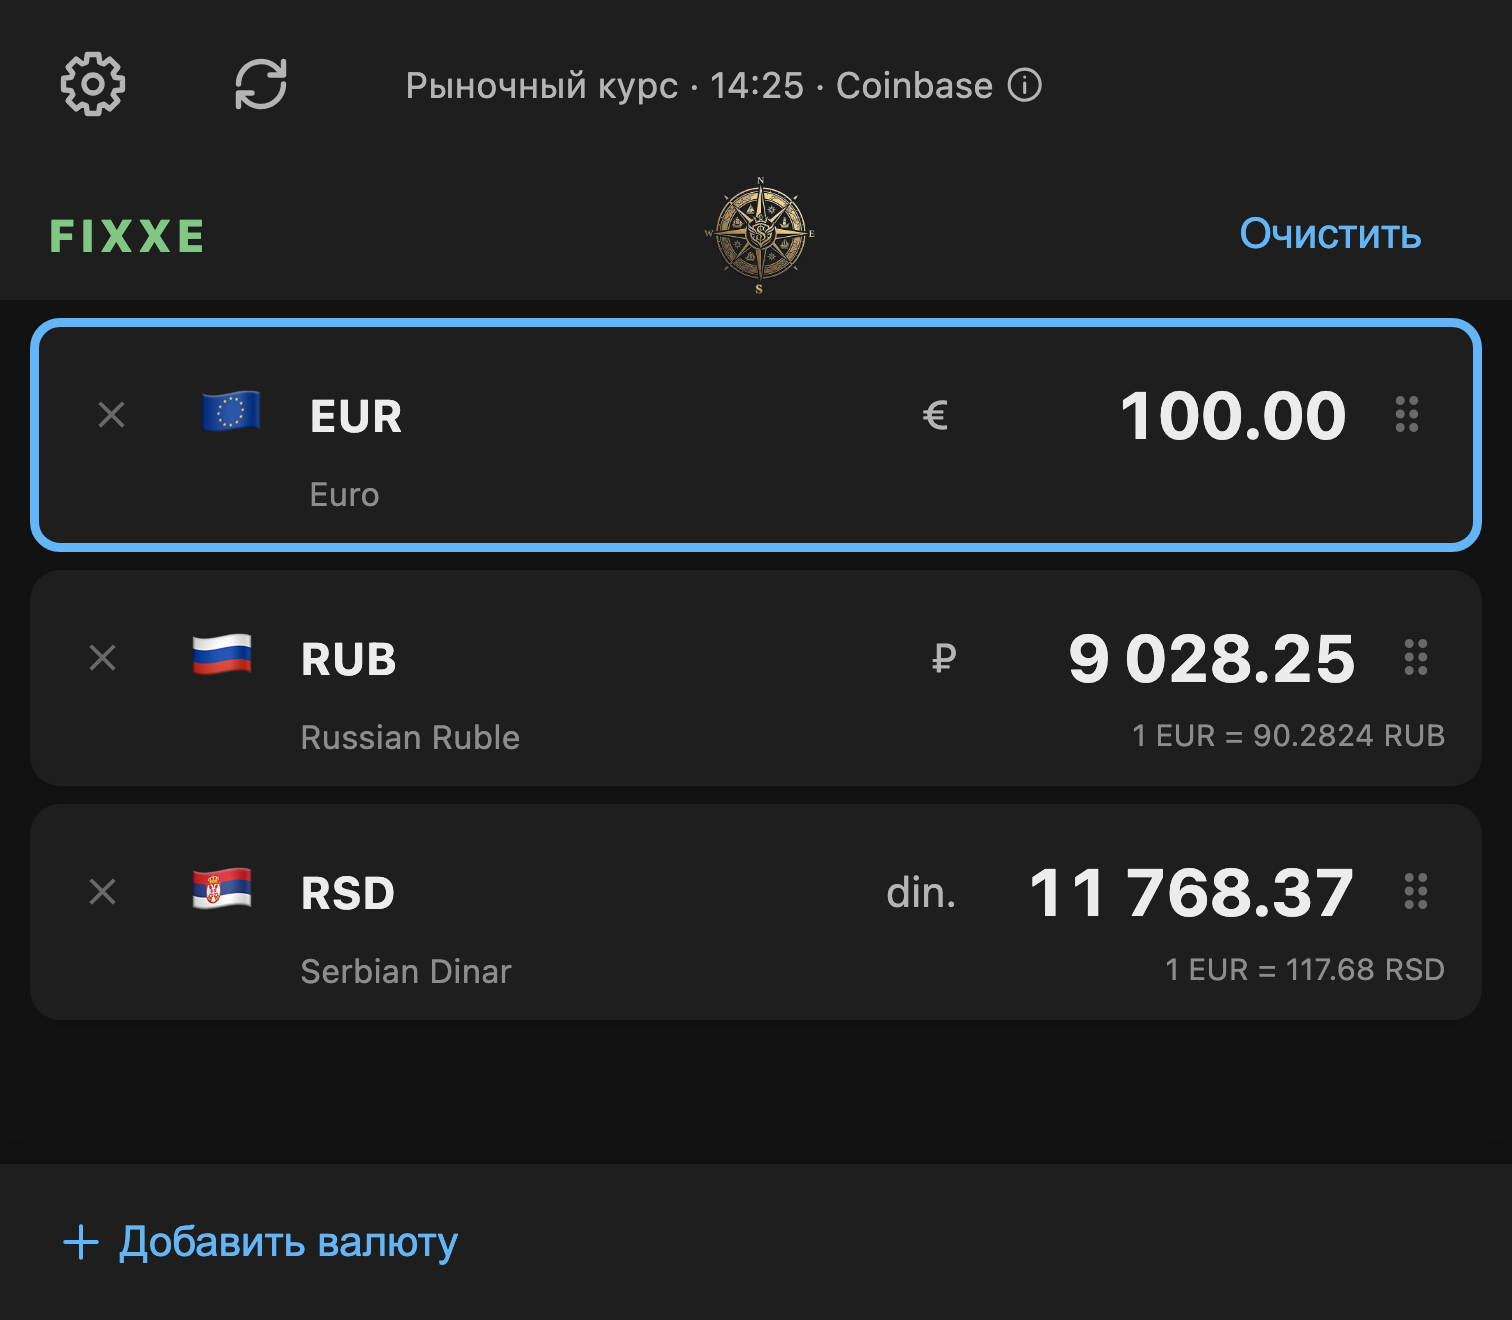 Рыночный курс · 14:25 · Coinbase
N
W E
S
FIXXE
Очистить
EUR € 100.00
Euro
RUB ₽ 9 028.25
Russian Ruble 1 EUR = 90.2824 RUB
RSD din. 11 768.37
Serbian Dinar 1 EUR = 117.68 RSD
+ Добавить валюту